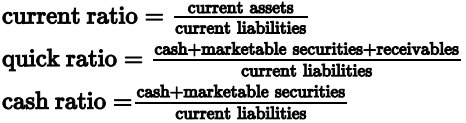 current ratio = current assets / current liabilities
quick ratio = cash+marketable securities+receivables / current liabilities
cash ratio = cash+marketable securities / current liabilities